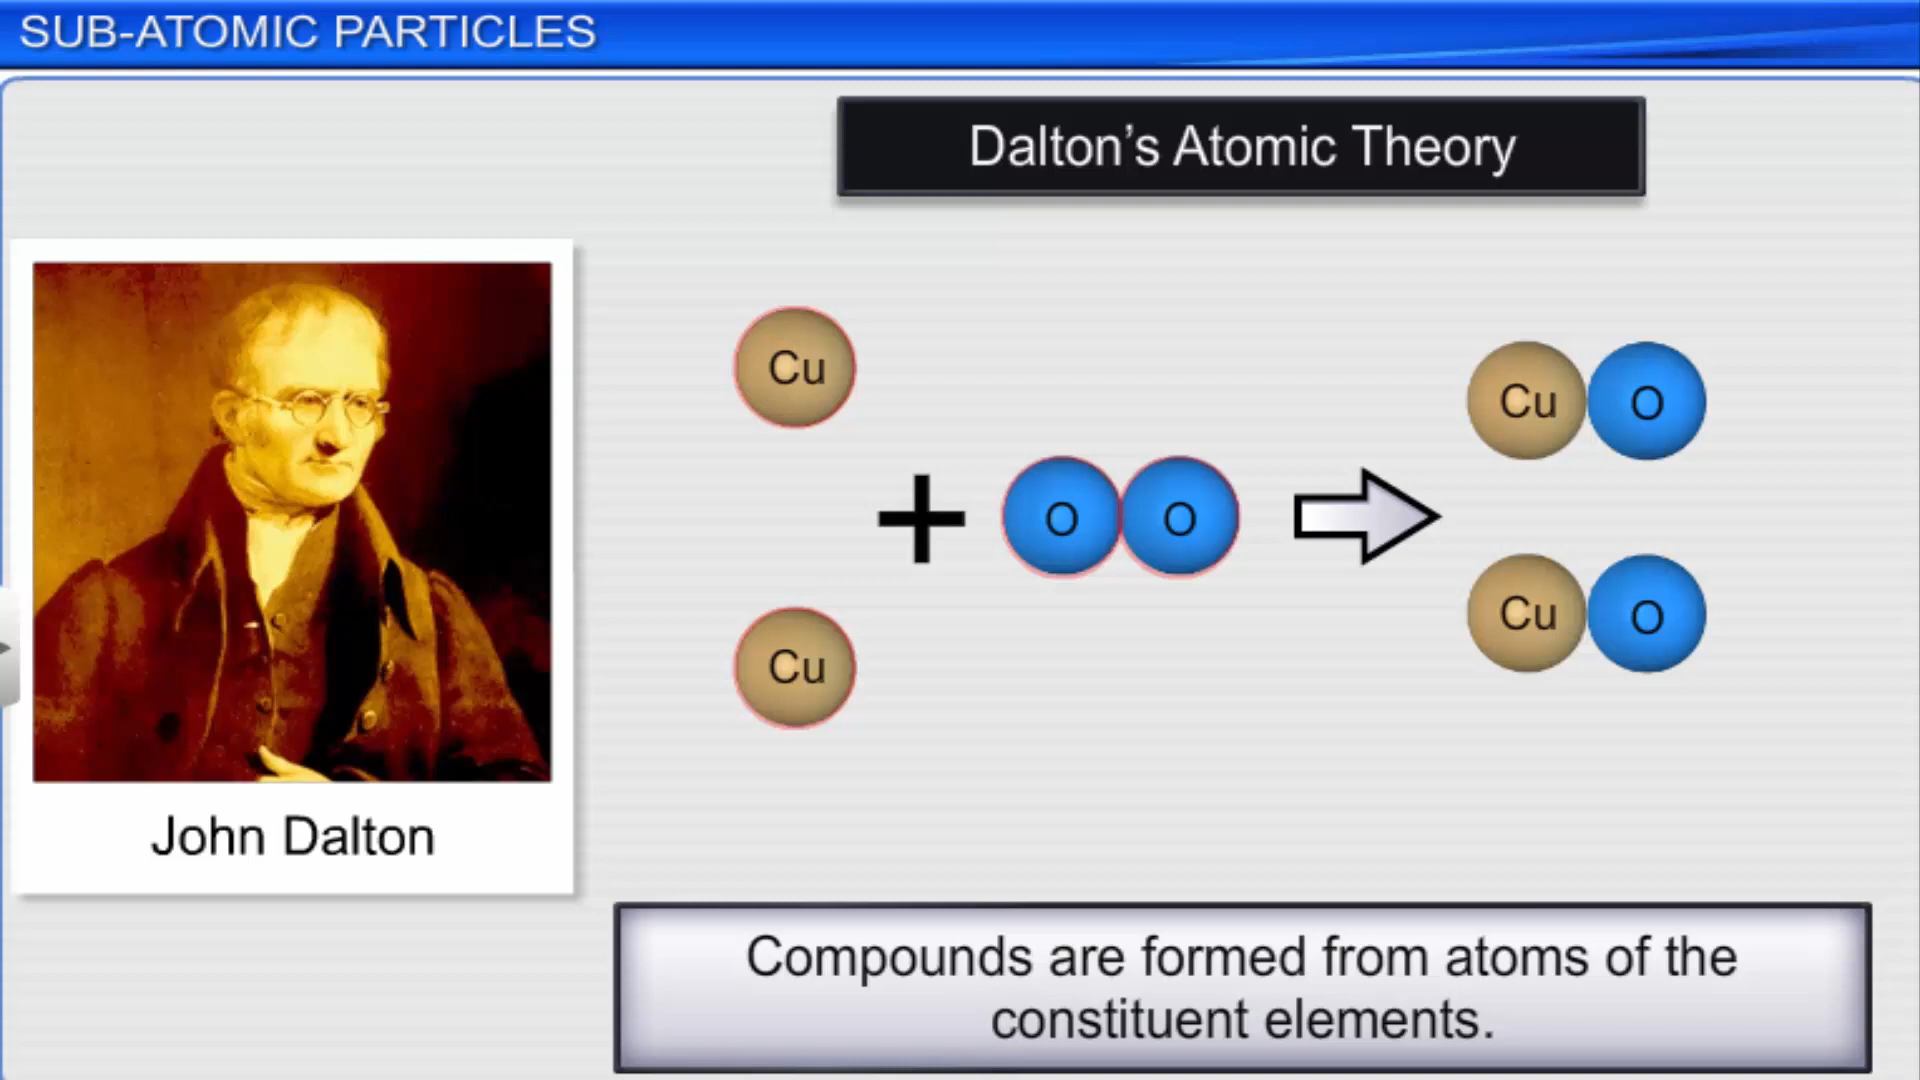 SUB-ATOMIC PARTICLES
Dalton's Atomic Theory
Cu
Cu
O
O
O
Cu
O
Cu
O
John Dalton
Compounds are formed from atoms of the
constituent elements.